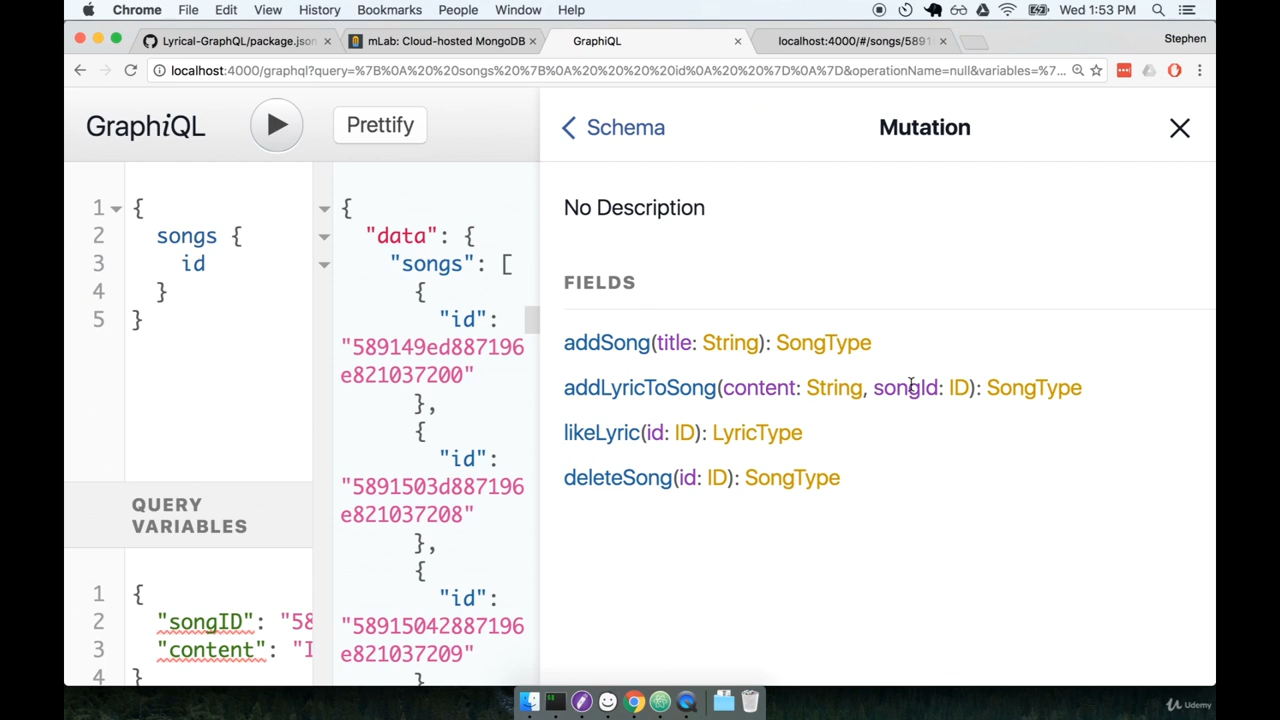 Chrome File Edit View History Bookmarks People Window Help Wed 1:53 PM
Lyrical-GraphQL/package.json
mLab: Cloud-hosted MongoDB
GraphiQL
localhost:4000/#/songs/5891
Stephen
localhost:4000/graphql?query=%7B%0A%20%20songs%20%7B%0A%20%20%20%20id%0A%20%20%7D%0A%7D&operationName=null&variables=%7...
GraphiQL
Prettify
Schema
Mutation
1 {
2 songs {
3 id
4 }
5 }
QUERY
VARIABLES
1 {
2 "songID": "58
3 "content": "I
4 }
{
"data": {
"songs": [
{
"id":
"589149ed887196
e821037200"
},
{
"id":
"5891503d887196
e821037208"
},
{
"id":
"58915042887196
e821037209"
}
No Description
FIELDS
addSong(title: String): SongType
addLyricToSong(content: String, songId: ID): SongType
likeLyric(id: ID): LyricType
deleteSong(id: ID): SongType
Udemy